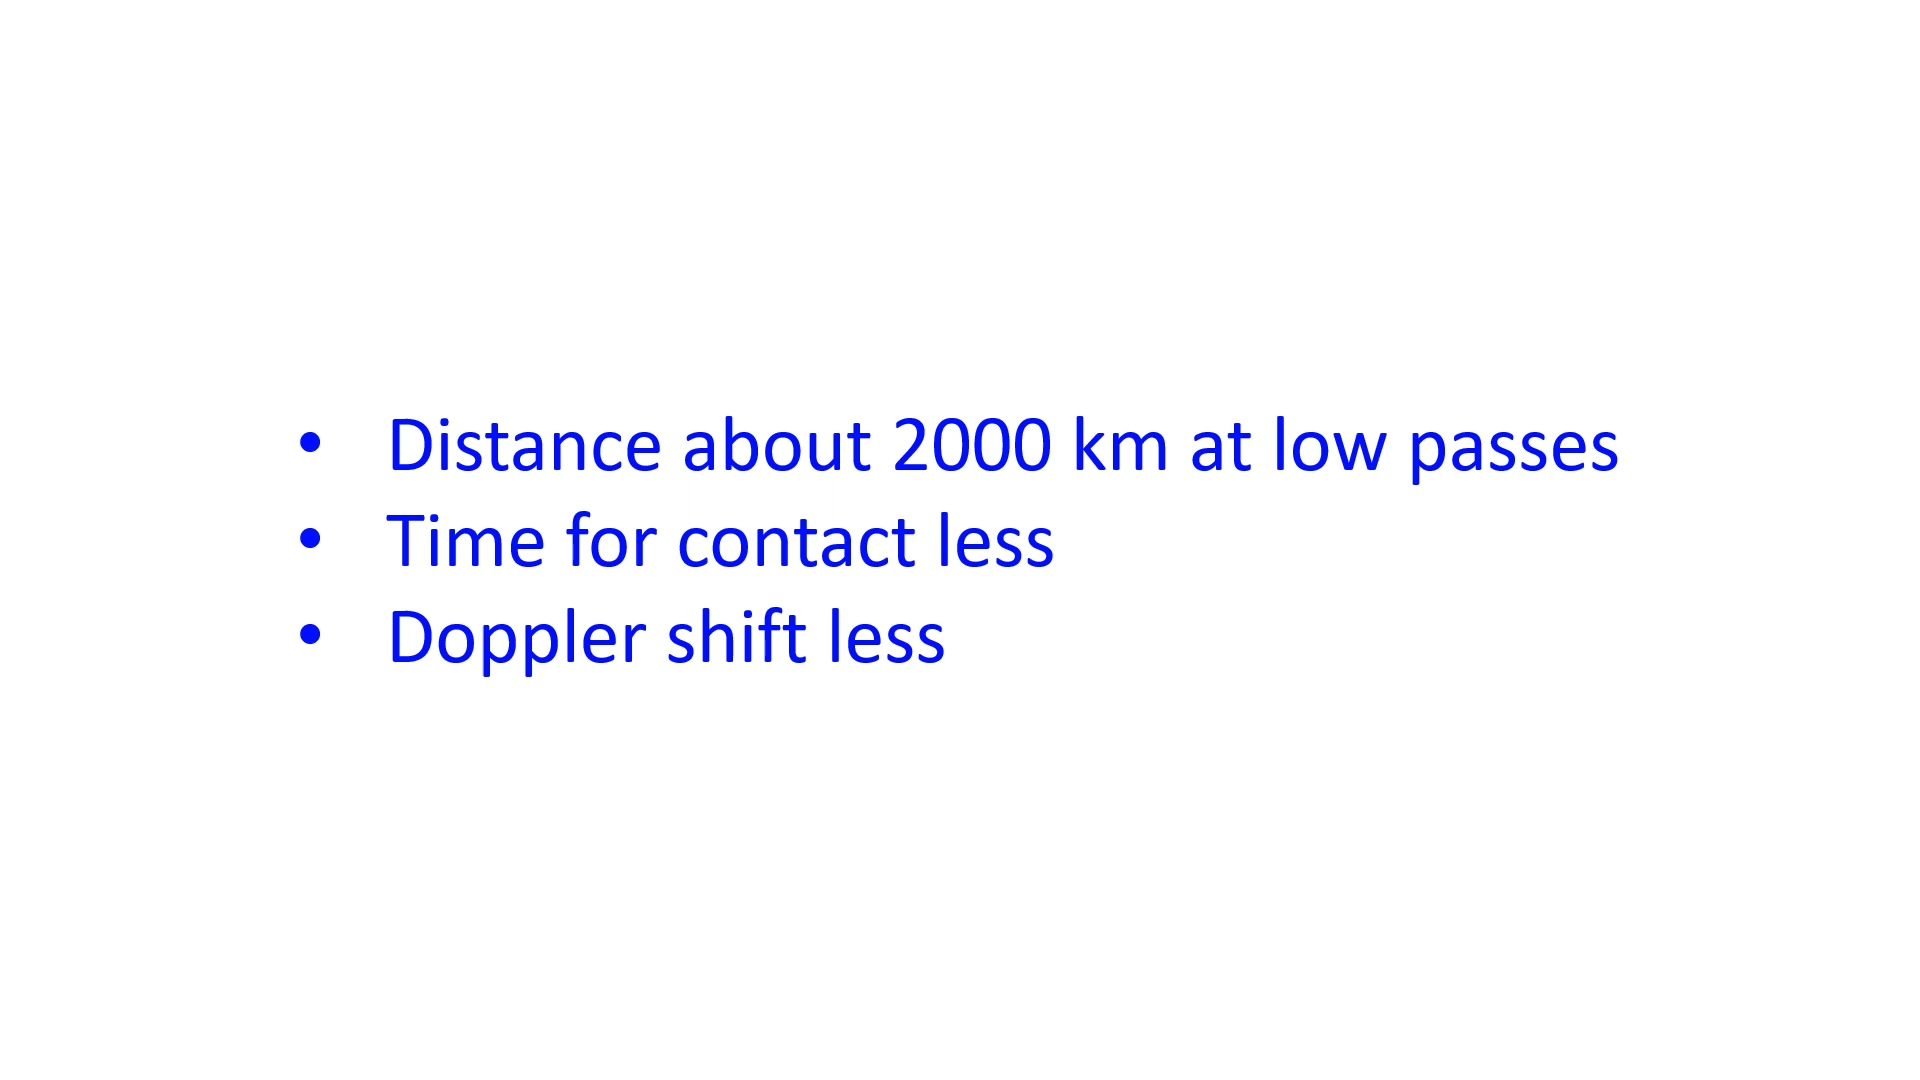 • Distance about 2000 km at low passes
• Time for contact less
• Doppler shift less